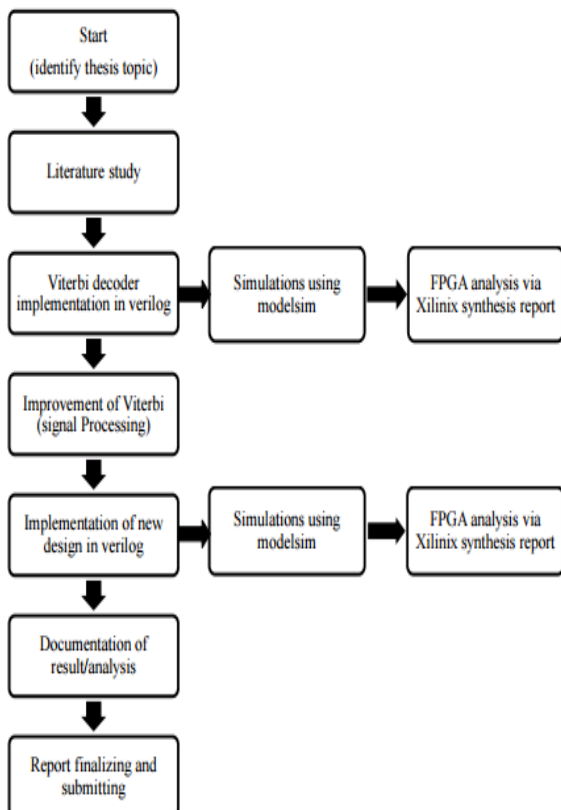 Start
(identify thesis topic)
Literature study
Viterbi decoder
implementation in verilog
Simulations using
modelsim
FPGA analysis via
Xilinix synthesis report
Improvement of Viterbi
(signal Processing)
Implementation of new
design in verilog
Simulations using
modelsim
FPGA analysis via
Xilinix synthesis report
Documentation of
result/analysis
Report finalizing and
submitting